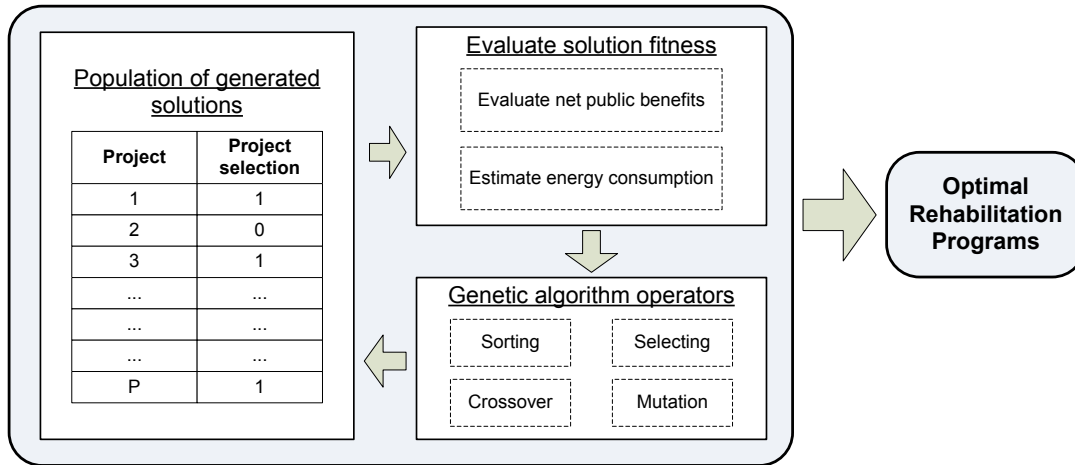 Population of generated
solutions
Project
Project
selection
1 1
2 0
3 1
... ...
... ...
... ...
P 1
Evaluate solution fitness
Evaluate net public benefits
Estimate energy consumption
Genetic algorithm operators
Sorting Selecting
Crossover Mutation
Optimal
Rehabilitation
Programs